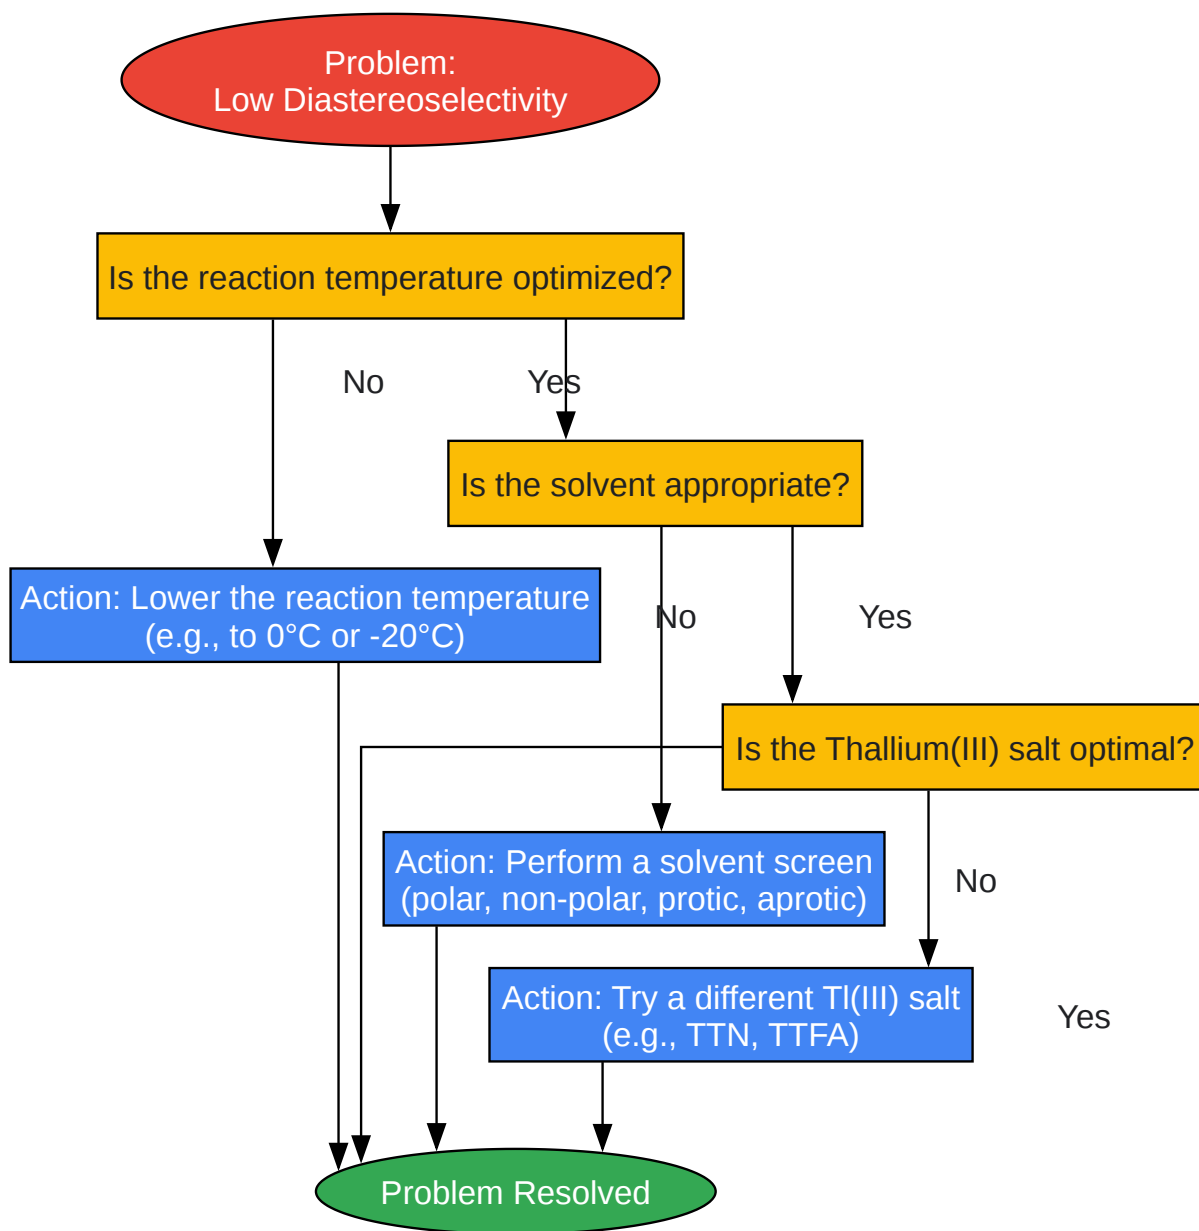 Problem:
Low Diastereoselectivity
Is the reaction temperature optimized?
No
Yes
Is the solvent appropriate?
Action: Lower the reaction temperature
(e.g., to 0°C or -20°C)
No
Yes
Is the Thallium(III) salt optimal?
Action: Perform a solvent screen
(polar, non-polar, protic, aprotic)
No
Action: Try a different Tl(III) salt
(e.g., TTN, TTFA)
Yes
Problem Resolved